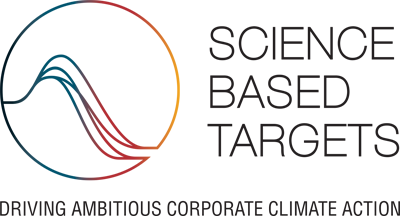 SCIENCE
BASED
TARGETS
DRIVING AMBITIOUS CORPORATE CLIMATE ACTION